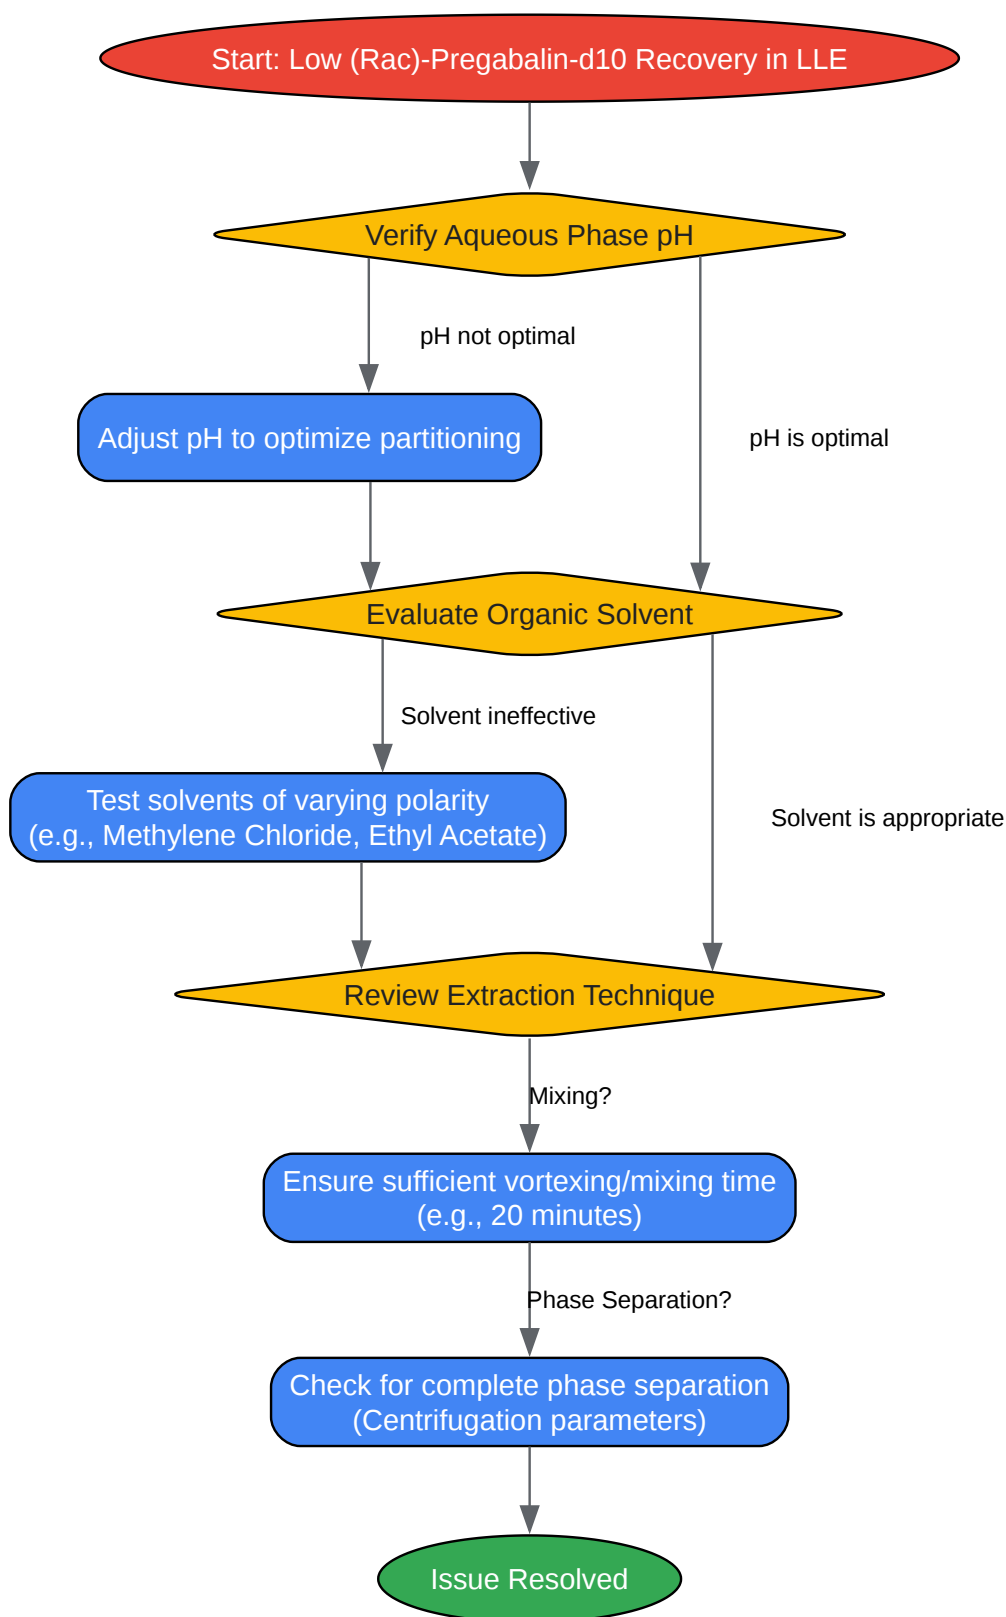 Start: Low (Rac)-Pregabalin-d10 Recovery in LLE
Verify Aqueous Phase pH
pH not optimal
Adjust pH to optimize partitioning
pH is optimal
Evaluate Organic Solvent
Solvent ineffective
Test solvents of varying polarity
(e.g., Methylene Chloride, Ethyl Acetate)
Solvent is appropriate
Review Extraction Technique
Mixing?
Ensure sufficient vortexing/mixing time
(e.g., 20 minutes)
Phase Separation?
Check for complete phase separation
(Centrifugation parameters)
Issue Resolved